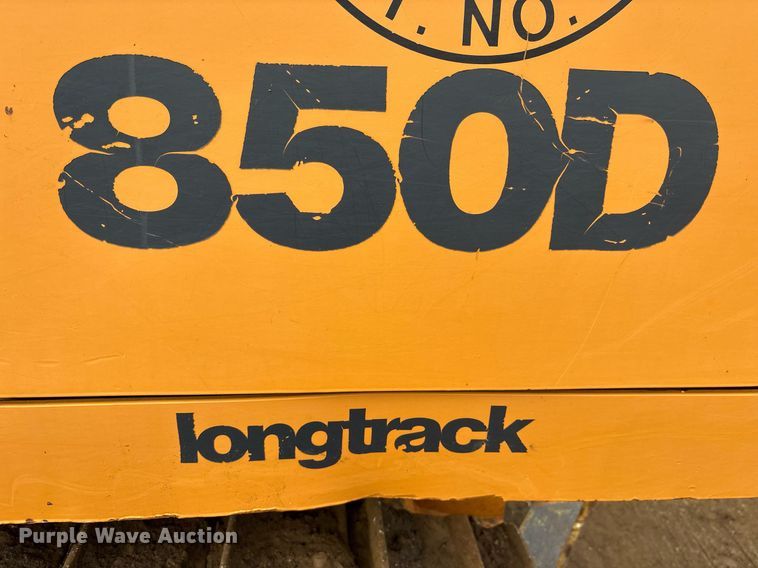 NO.
850D
longtrack
Purple Wave Auction